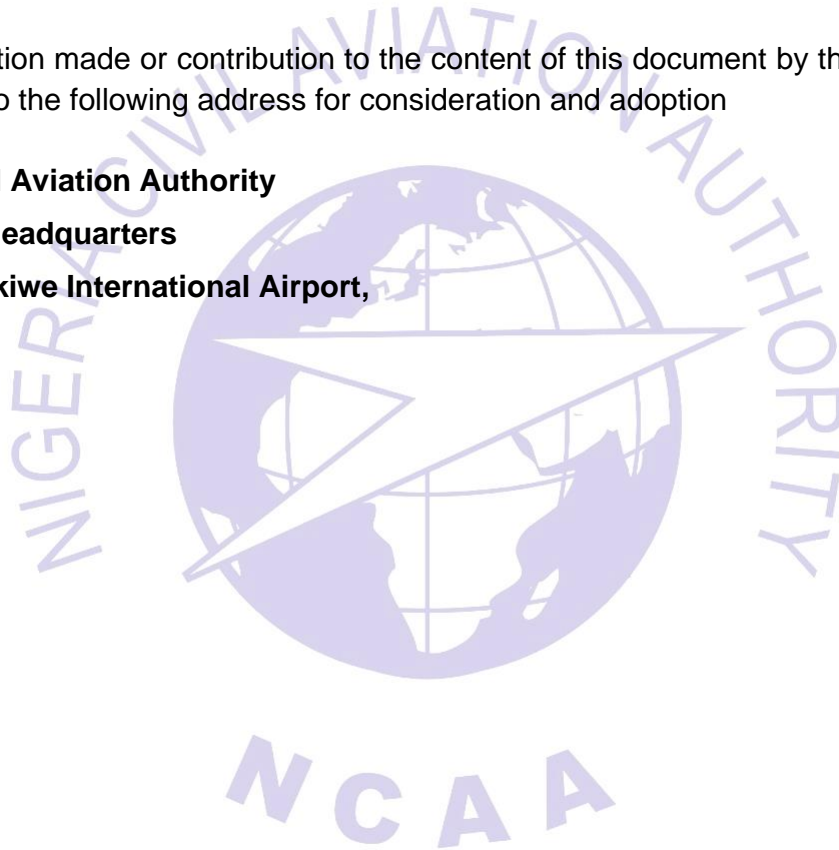 tion made or contribution to the content of this document by th
o the following address for consideration and adoption
Aviation Authority
eadquarters
kiwe International Airport,
NIGERIA CIVIL AVIATION AUTHORITY
NCAA